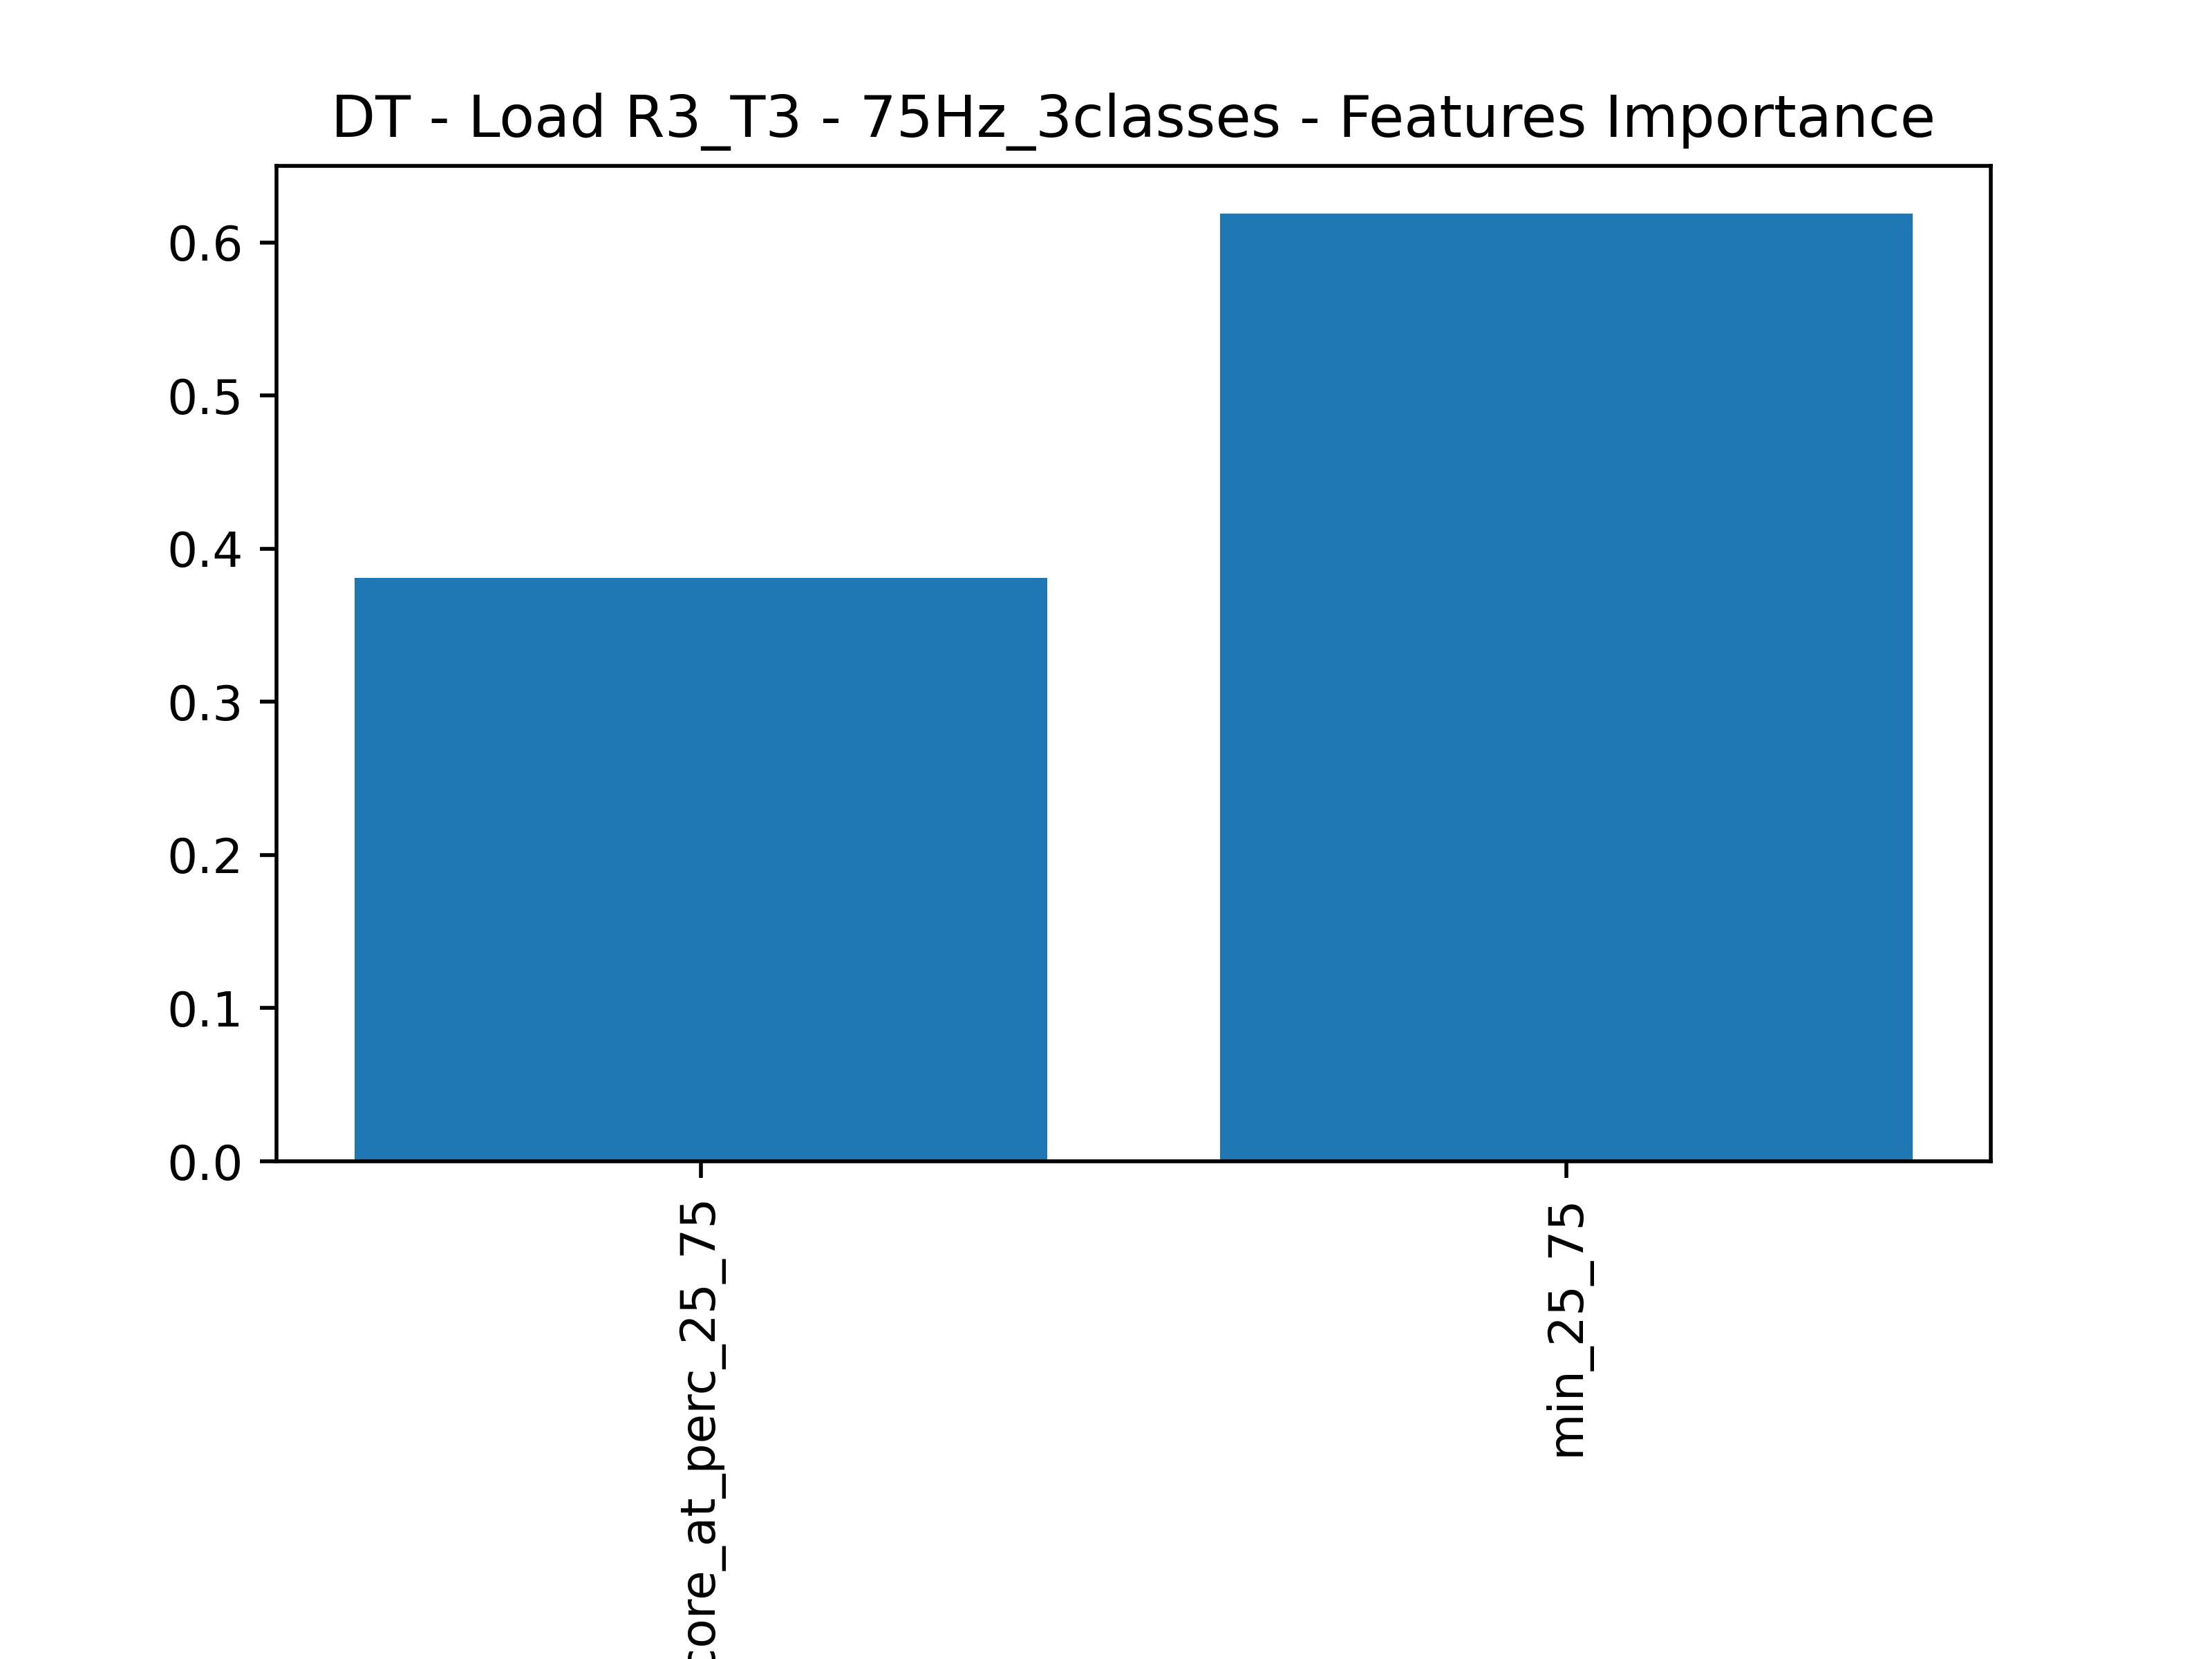 DT - Load R3_T3 - 75Hz_3classes - Features Importance
0.6
0.5
0.4
0.3
0.2
0.1
0.0
core_at_perc_25_75
min_25_75